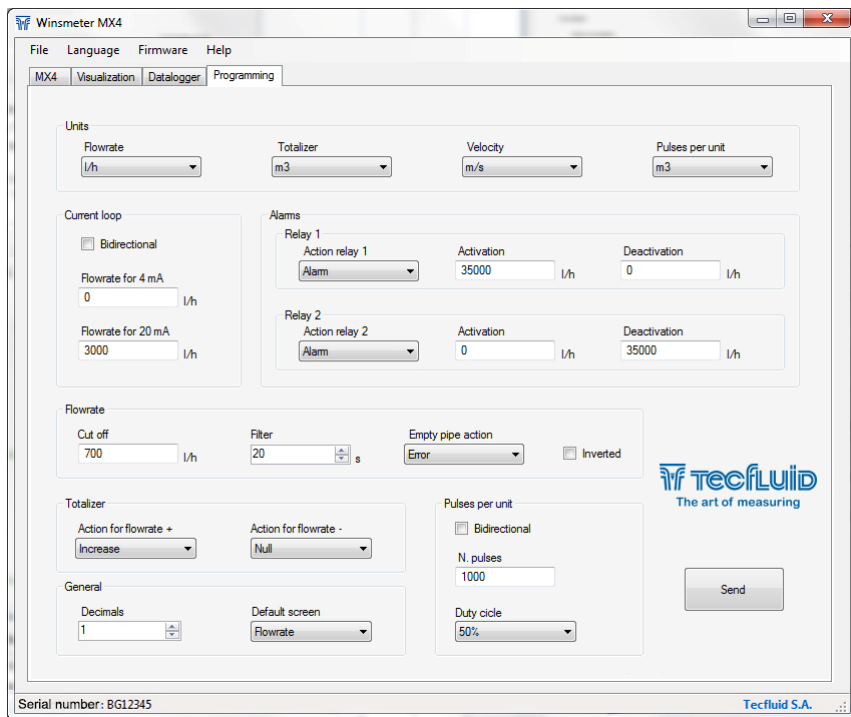 Winsmeter MX4
File Language Firmware Help
MX4 Visualization Datalogger Programming
Units
Flowrate Totalizer Velocity Pulses per unit
l/h m3 m/s m3
Current loop
Bidirectional
Flowrate for 4 mA
0 l/h
Flowrate for 20 mA
3000 l/h
Alarms
Relay 1
Action relay 1 Activation Deactivation
Alarm 35000 l/h 0 l/h
Relay 2
Action relay 2 Activation Deactivation
Alarm 0 l/h 35000 l/h
Flowrate
Cut off Filter Empty pipe action
700 l/h 20 s Error Inverted
Tecfluid
The art of measuring
Totalizer
Action for flowrate + Action for flowrate -
Increase Null
General
Decimals Default screen
1 Flowrate
Pulses per unit
Bidirectional
N. pulses
1000
Duty cicle
50%
Send
Serial number: BG12345 Tecfluid S.A.